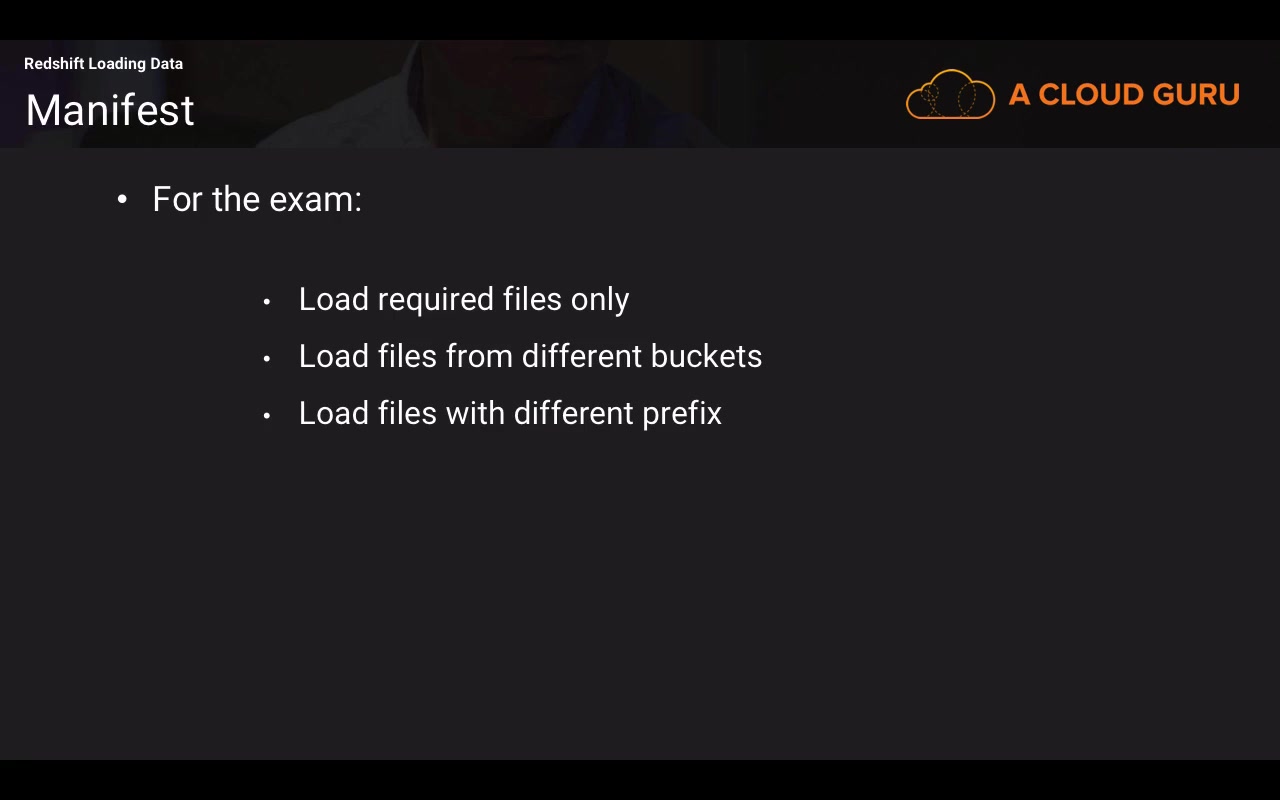 Redshift Loading Data
Manifest
A CLOUD GURU
• For the exam:
• Load required files only
• Load files from different buckets
• Load files with different prefix